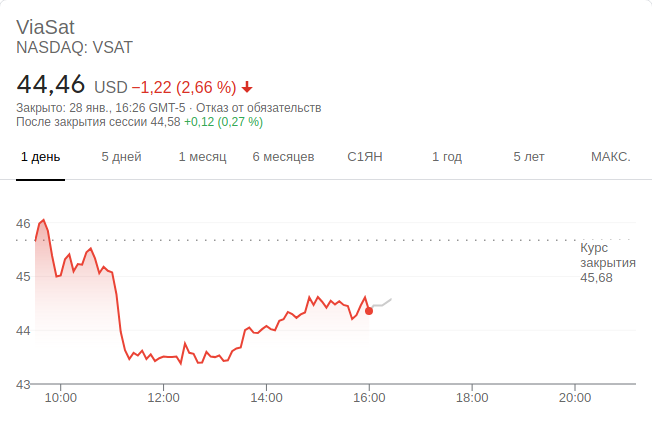 ViaSat
NASDAQ: VSAT
44,46 USD −1,22 (2,66 %)
Закрыто: 28 янв., 16:26 GMT-5 · Отказ от обязательств
После закрытия сессии 44,58 +0,12 (0,27 %)
1 день 5 дней 1 месяц 6 месяцев С1ЯН 1 год 5 лет МАКС.
46
Курс
закрытия
45,68
45
44
43
10:00 12:00 14:00 16:00 18:00 20:00